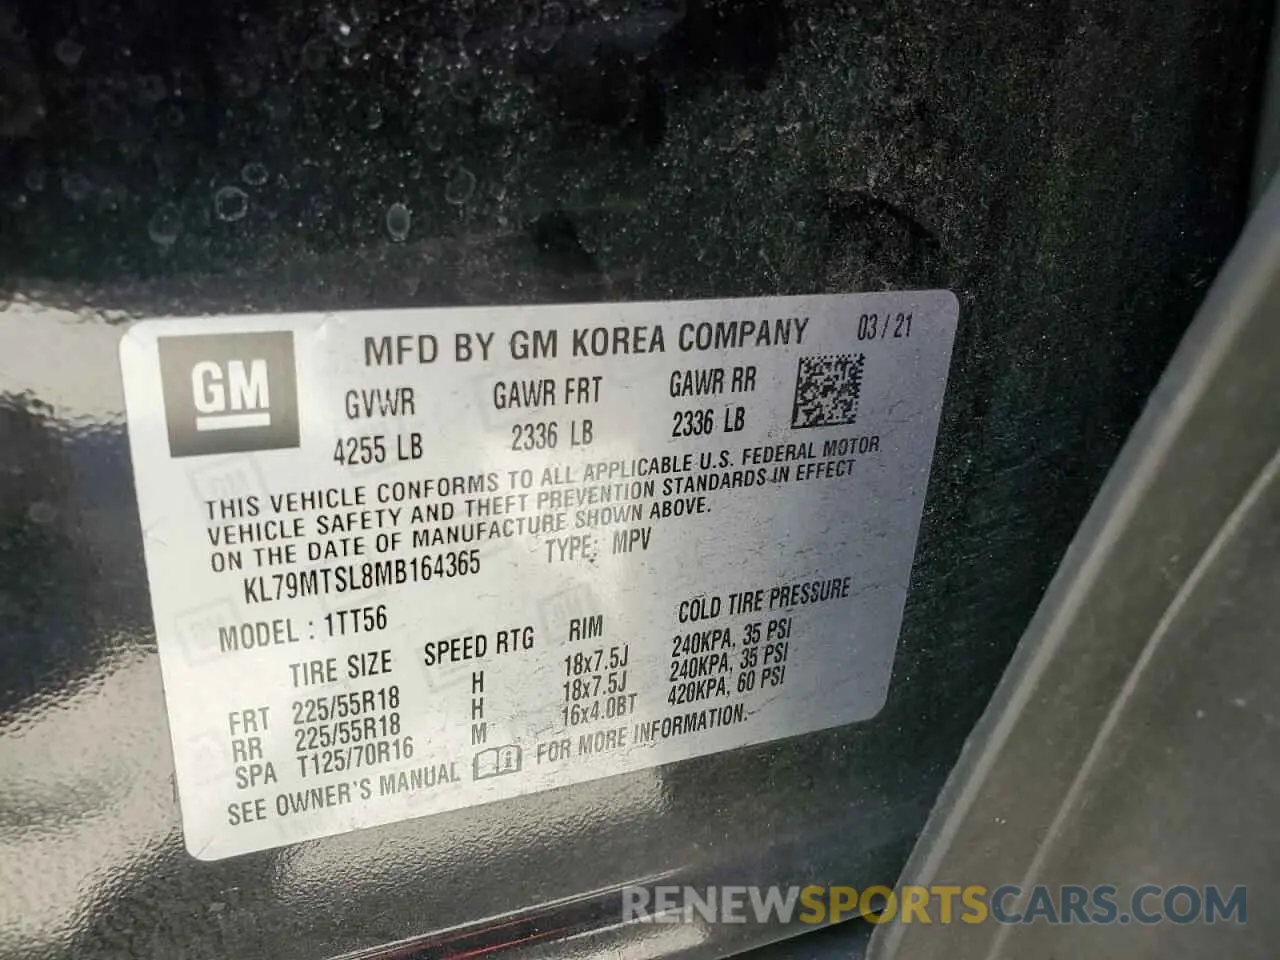 GM
MFD BY GM KOREA COMPANY 03 / 21
GVWR GAWR FRT GAWR RR
4255 LB 2336 LB 2336 LB
THIS VEHICLE CONFORMS TO ALL APPLICABLE U.S. FEDERAL MOTOR
VEHICLE SAFETY AND THEFT PREVENTION STANDARDS IN EFFECT
ON THE DATE OF MANUFACTURE SHOWN ABOVE.
KL79MTSL8MB164365 TYPE: MPV
MODEL : 1TT56
TIRE SIZE SPEED RTG RIM COLD TIRE PRESSURE
FRT 225/55R18 H 18x7.5J 240KPA, 35 PSI
RR 225/55R18 H 18x7.5J 240KPA, 35 PSI
SPA T125/70R16 M 16x4.0BT 420KPA, 60 PSI
SEE OWNER'S MANUAL FOR MORE INFORMATION.
RENEWSPORTSCARS.COM